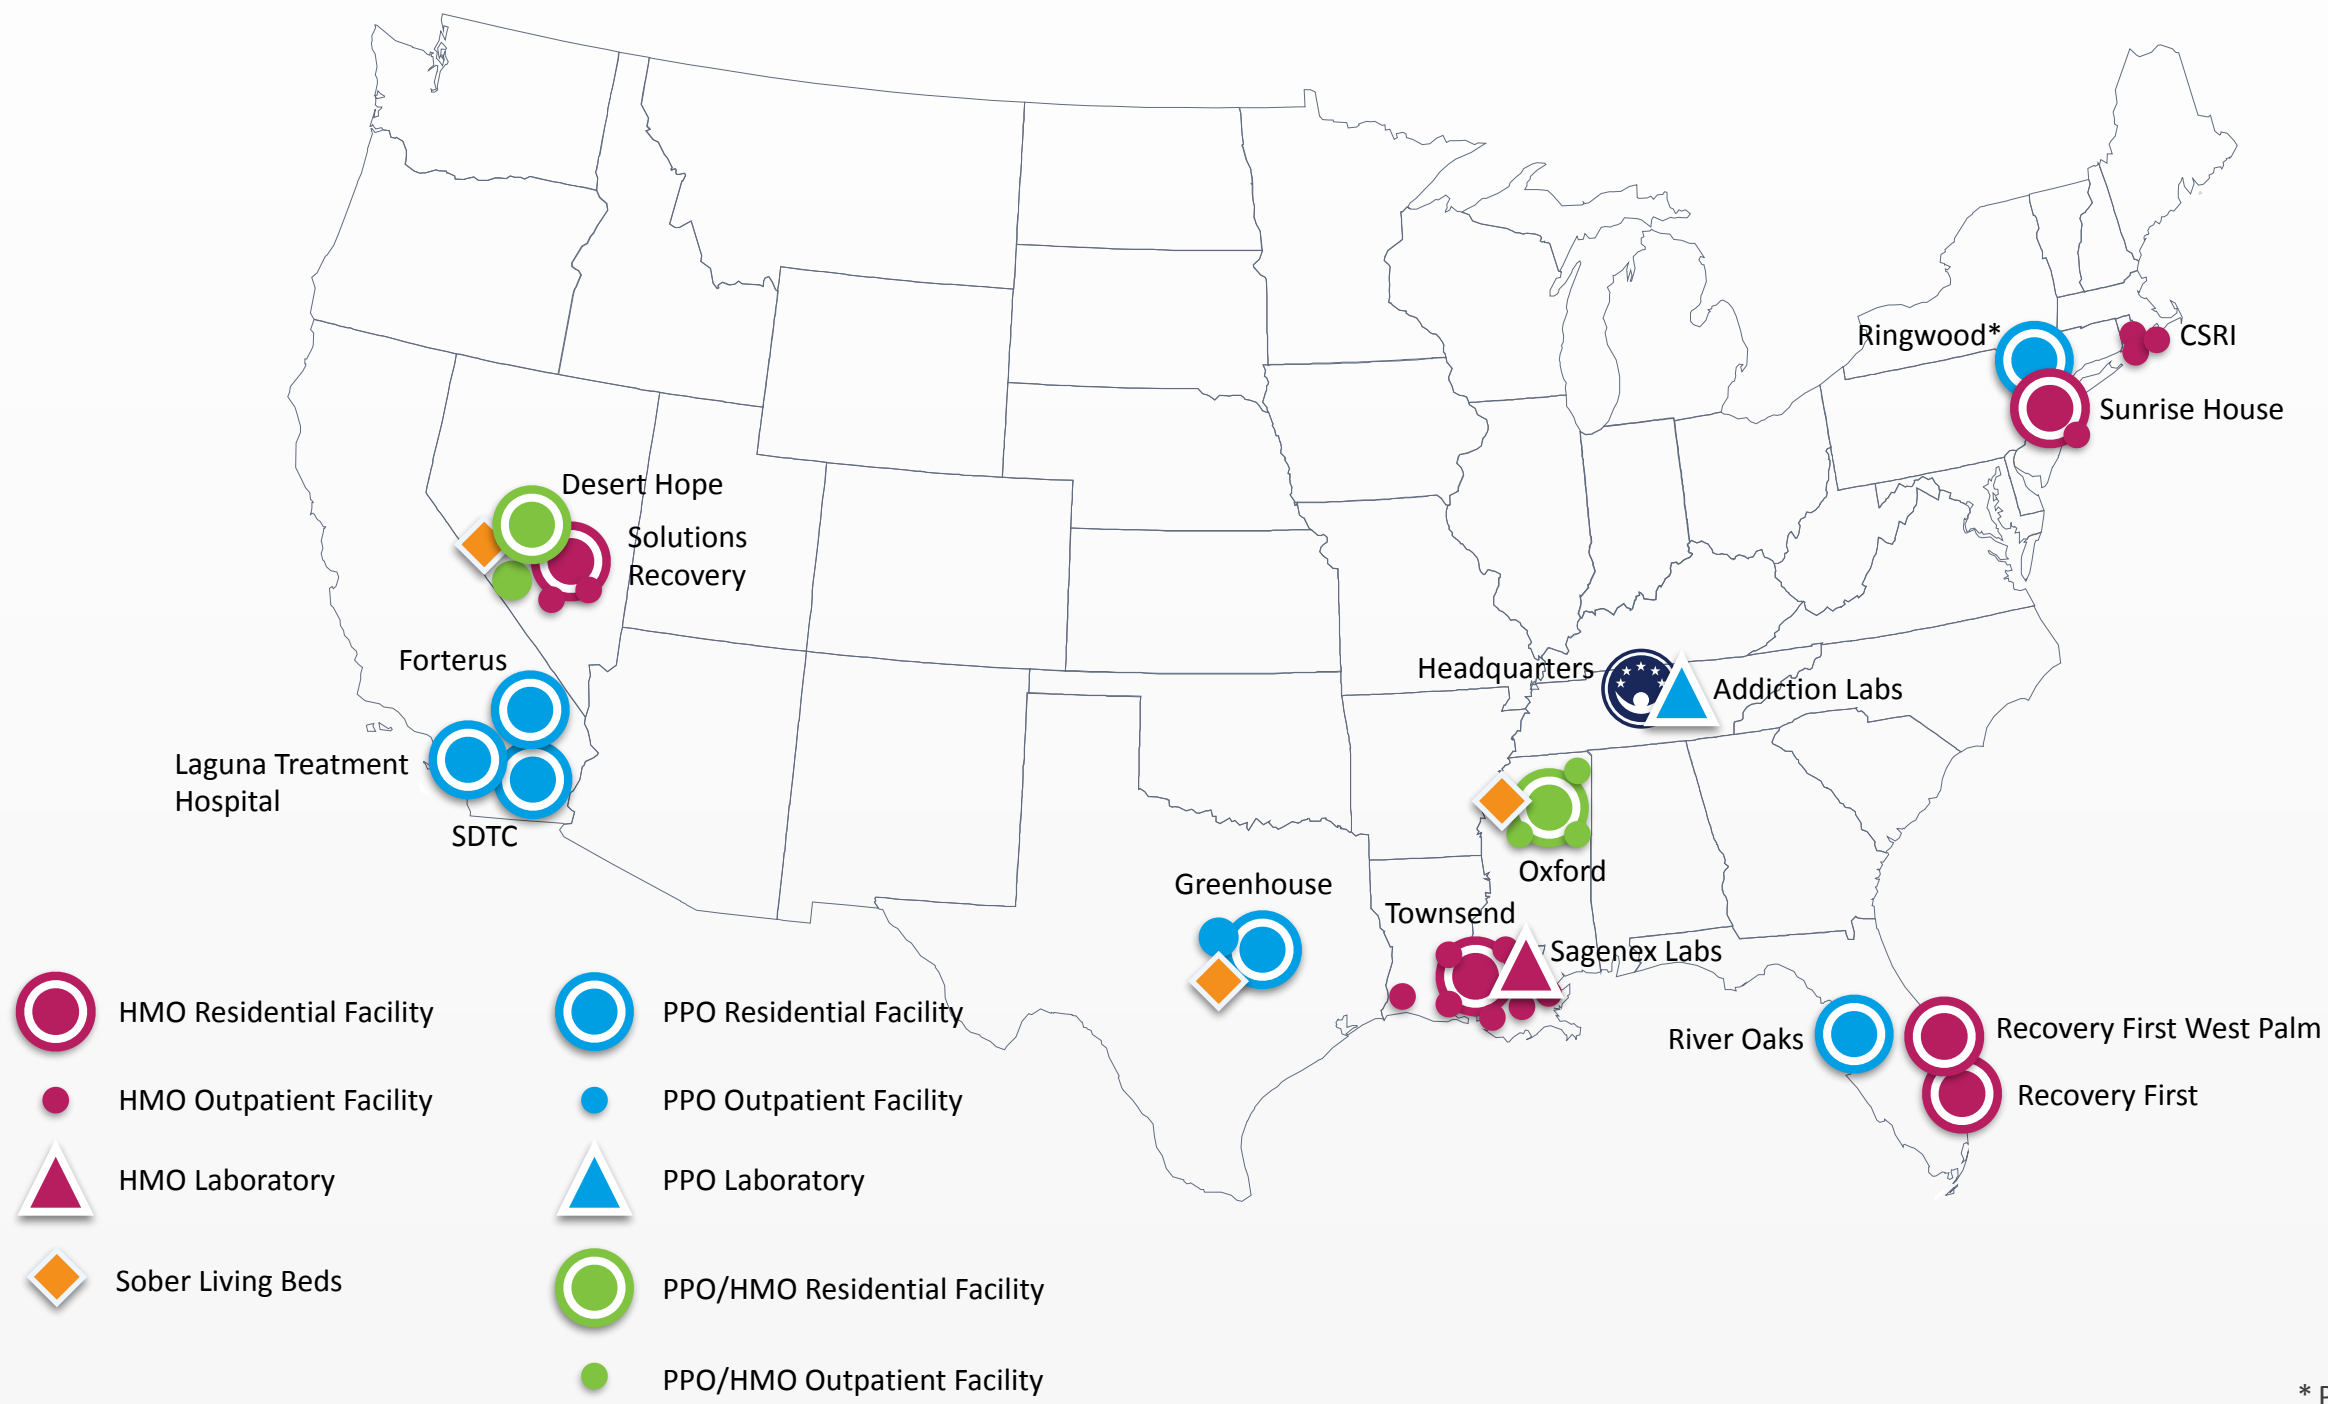 Ringwood*
CSRI
Sunrise House
Desert Hope
Solutions
Recovery
Forterus
Headquarters
Addiction Labs
Laguna Treatment
Hospital
SDTC
Oxford
Greenhouse
Townsend
Sagenex Labs
River Oaks
Recovery First West Palm
Recovery First
HMO Residential Facility
PPO Residential Facility
HMO Outpatient Facility
PPO Outpatient Facility
HMO Laboratory
PPO Laboratory
Sober Living Beds
PPO/HMO Residential Facility
PPO/HMO Outpatient Facility
*